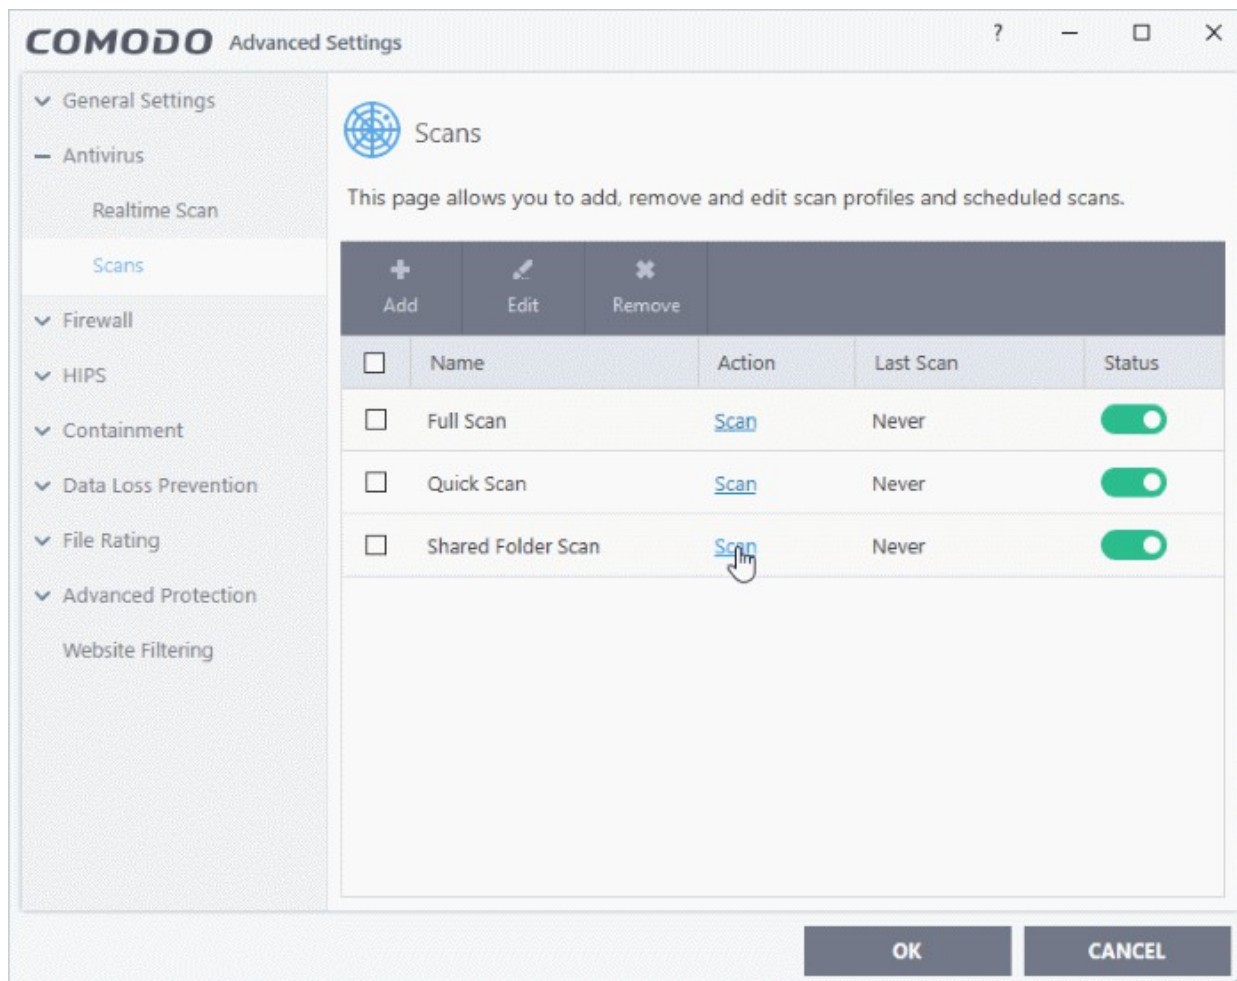 COMODO Advanced Settings ?
General Settings
Antivirus
Realtime Scan
Scans
Firewall
HIPS
Containment
Data Loss Prevention
File Rating
Advanced Protection
Website Filtering
Scans
This page allows you to add, remove and edit scan profiles and scheduled scans.
Add Edit Remove
Name Action Last Scan Status
Full Scan Scan Never
Quick Scan Scan Never
Shared Folder Scan Scan Never
OK CANCEL